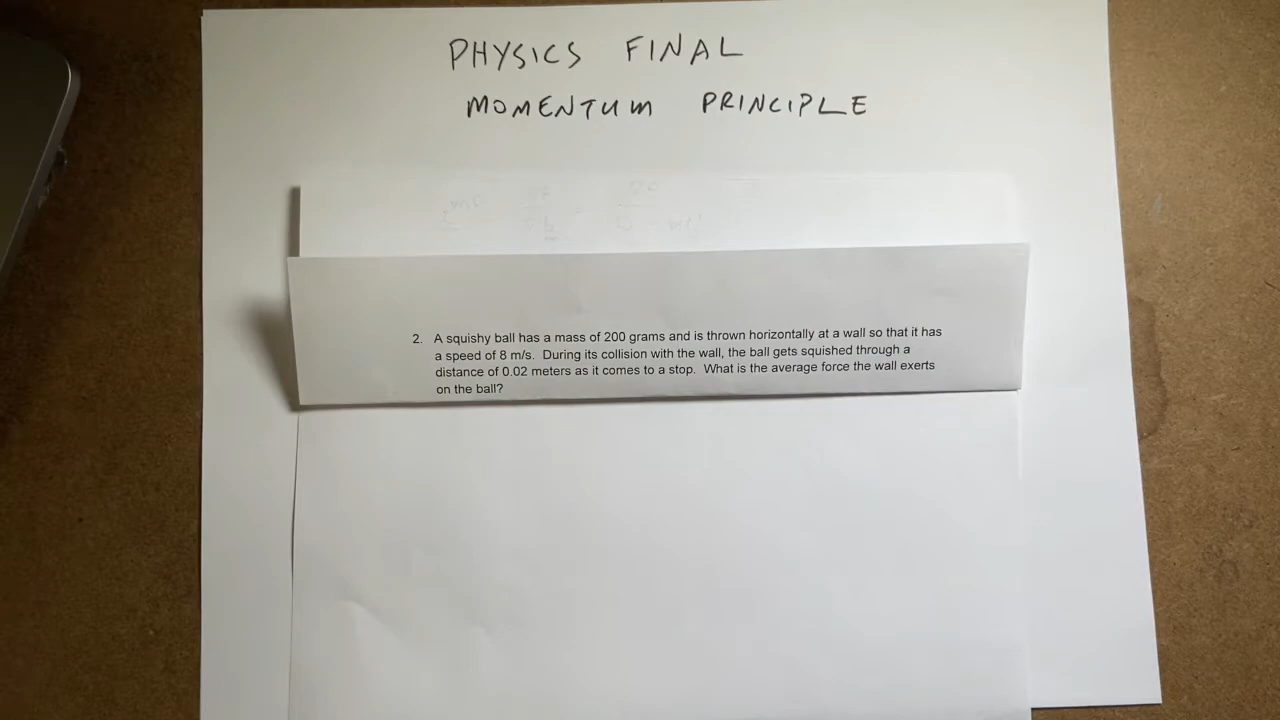 PHYSICS FINAL
MOMENTUM PRINCIPLE
2. A squishy ball has a mass of 200 grams and is thrown horizontally at a wall so that it has
a speed of 8 m/s. During its collision with the wall, the ball gets squished through a
distance of 0.02 meters as it comes to a stop. What is the average force the wall exerts
on the ball?